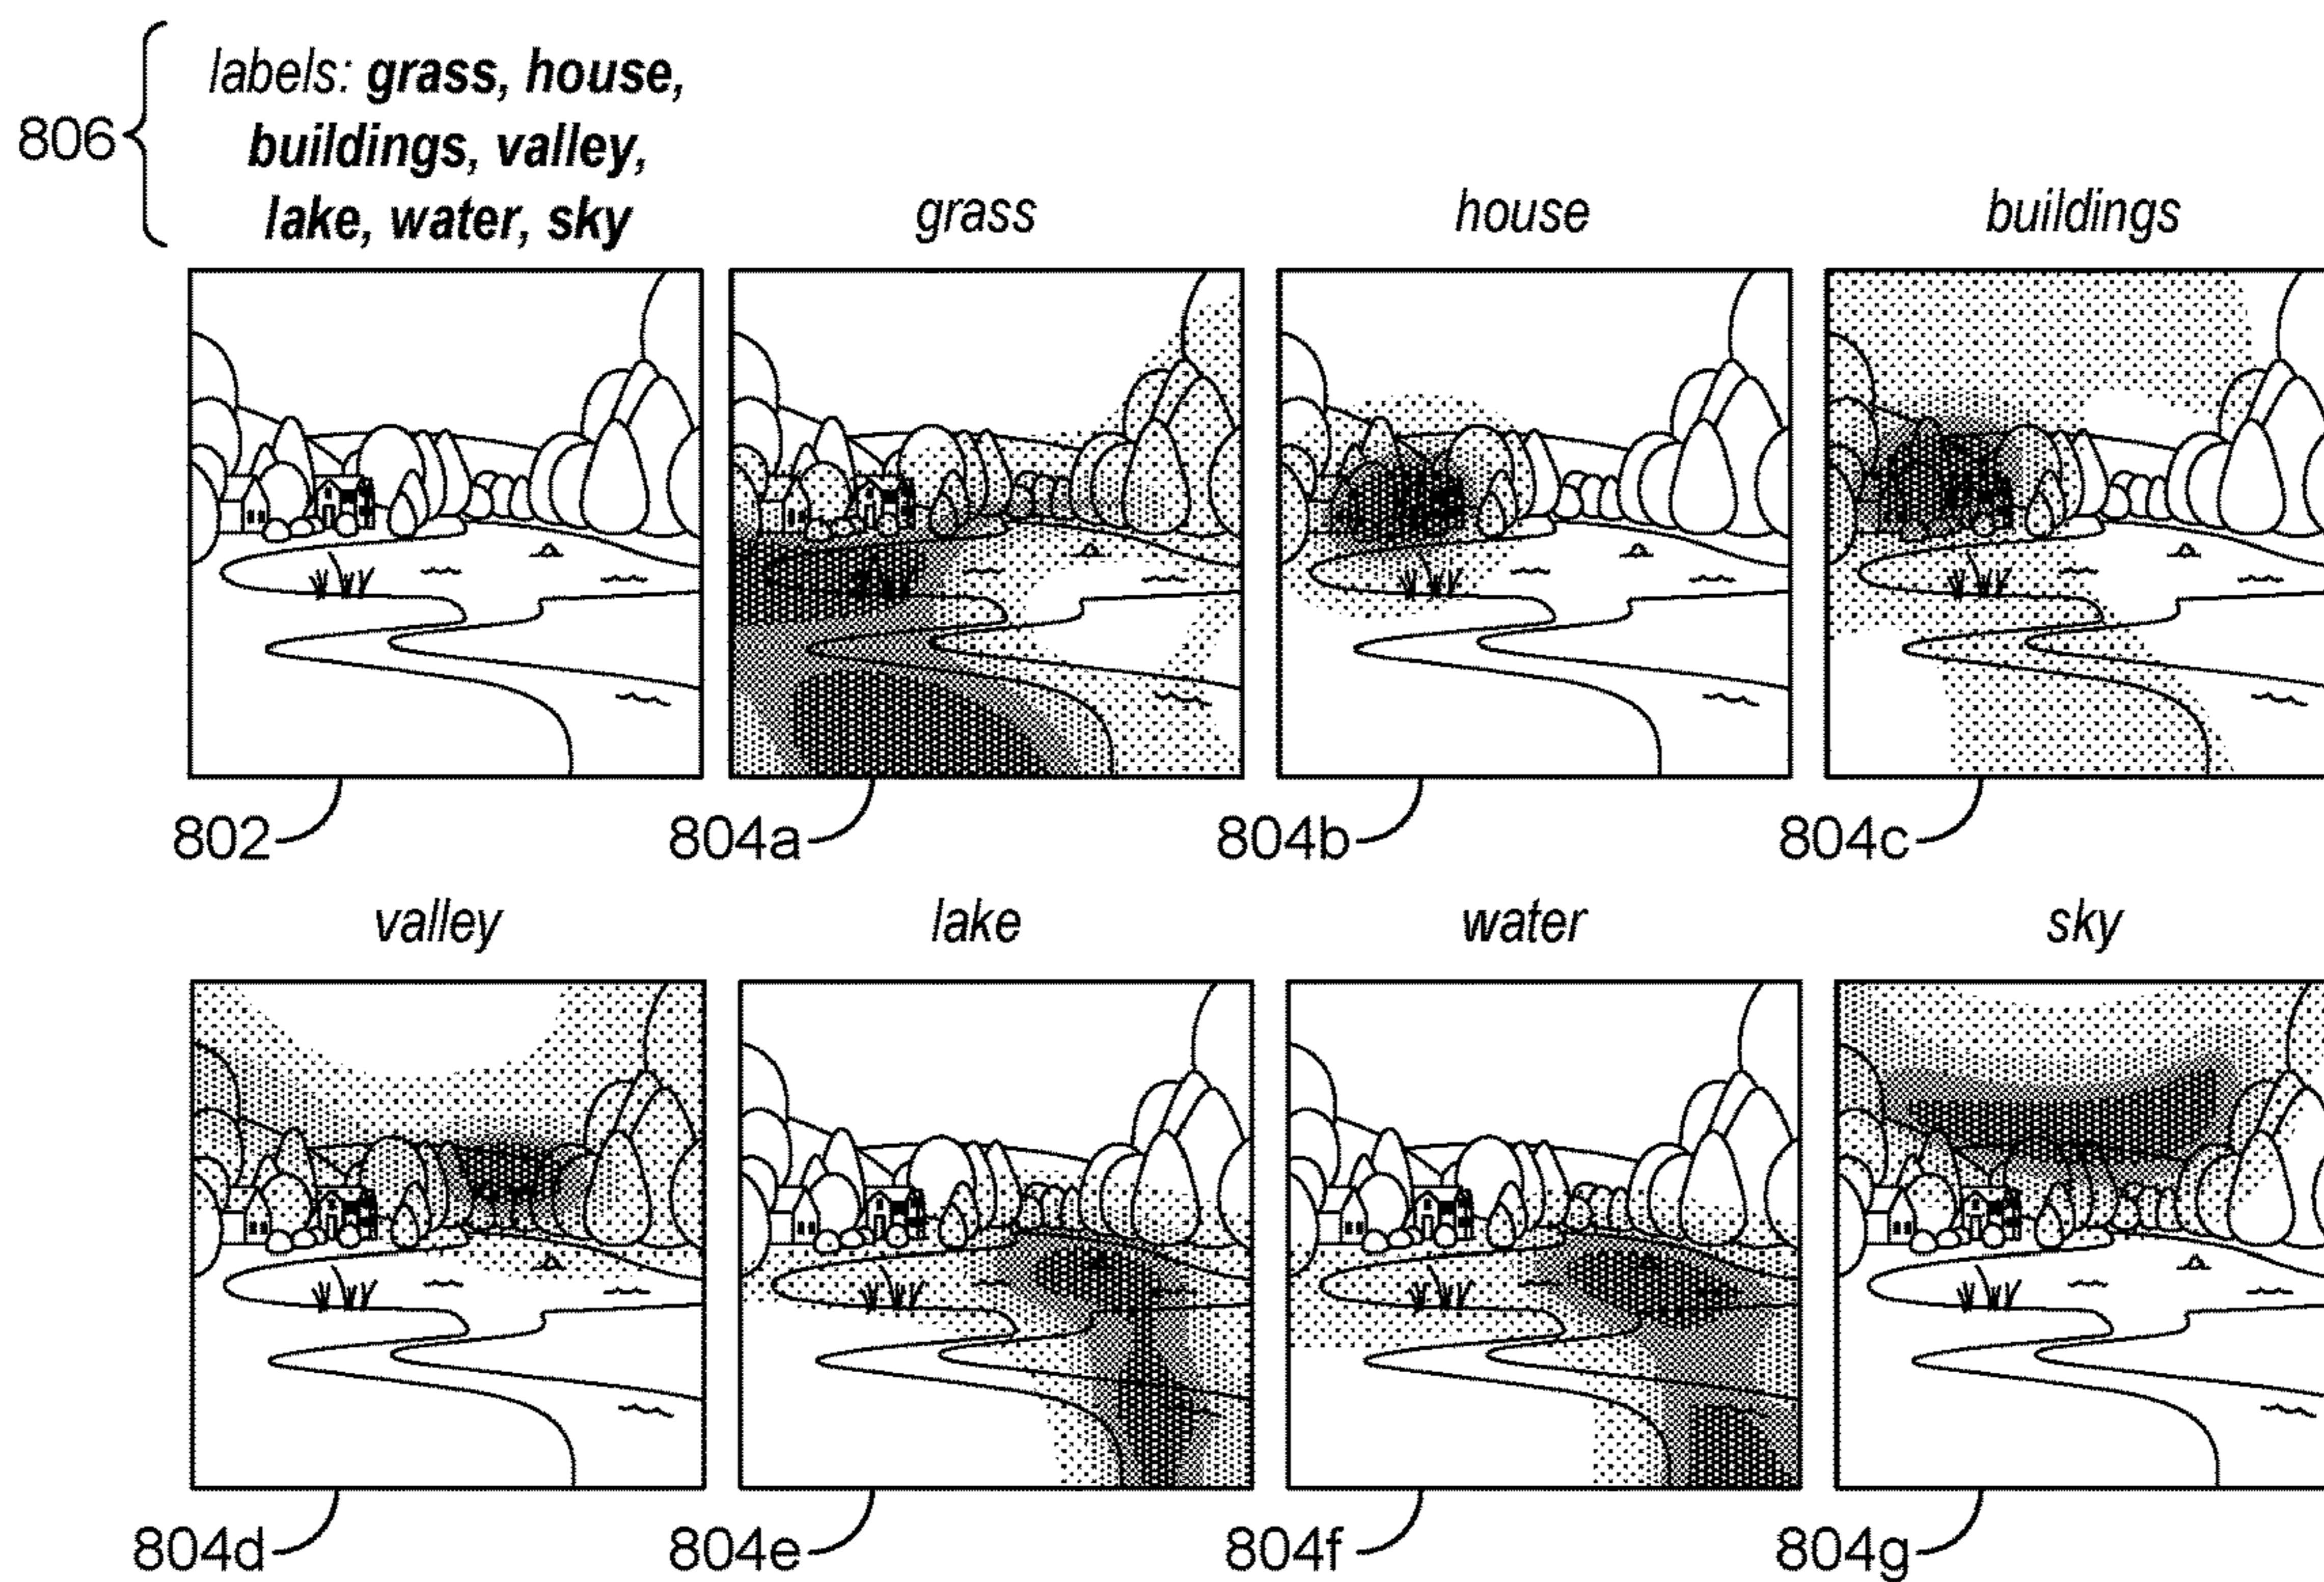 labels: grass, house,
806
buildings, valley,
lake, water, sky
grass
house
buildings
802
804a
804b
804c
valley
lake
water
sky
804d
804e
804f
804g